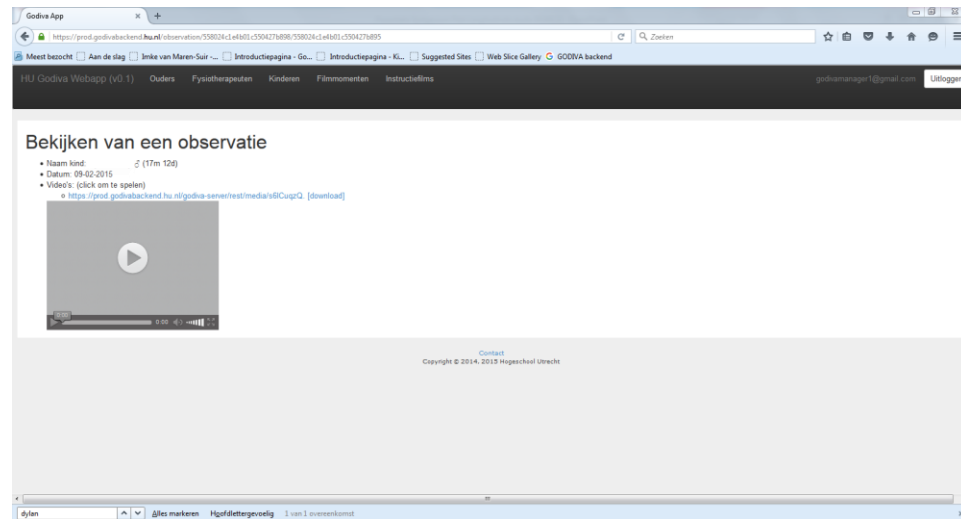 Godiva App
https://prod.godivabackend.hu.nl/observation/558024c1e4b01c550427b898/558024c1e4b01c550427b895
Zoeken
Meest bezocht Aan de slag Imke van Maren-Suir -... Introductiepagina - Go... Introductiepagina - Ki... Suggested Sites Web Slice Gallery G GODIVA backend
HU Godiva Webapp (v0.1) Ouders Fysiotherapeuten Kinderen Filmmomenten Instructiefilms godivamanager1@gmail.com Uitloggen
Bekijken van een observatie
• Naam kind: ♂ (17m 12d)
• Datum: 09-02-2015
• Video's: (click om te spelen)
https://prod.godivabackend.hu.nl/godiva-server/rest/media/s6lCuqzQ. [download]
0:00
0:00
Contact
Copyright © 2014, 2015 Hogeschool Utrecht
dylan Alles markeren Hoofdlettergevoelig 1 van 1 overeenkomst